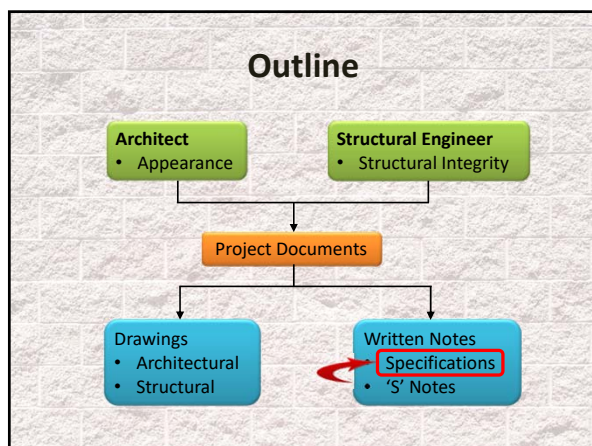 Outline
Architect
• Appearance
Structural Engineer
• Structural Integrity
Project Documents
Drawings
• Architectural
• Structural
Written Notes
• Specifications
• ‘S’ Notes